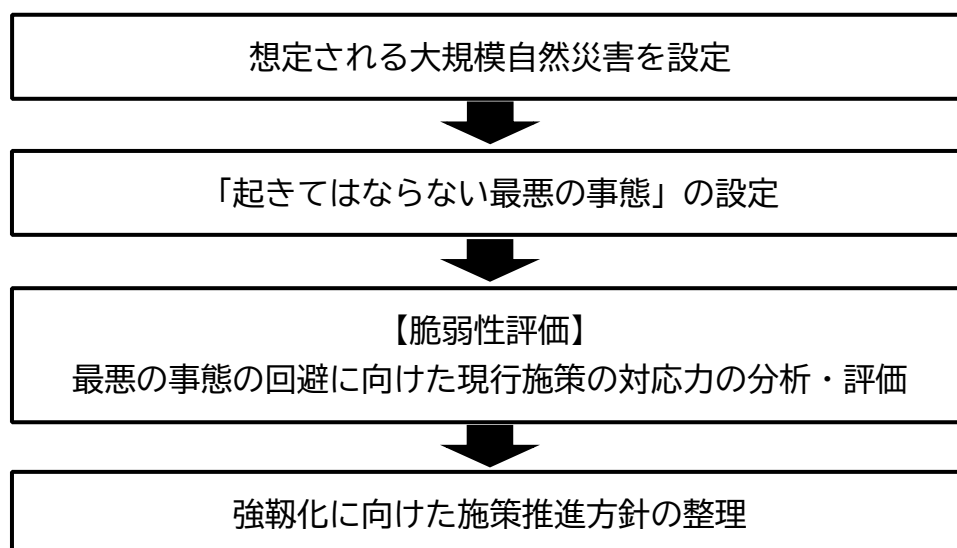 想定される大規模自然災害を設定
「起きてはならない最悪の事態」の設定
【脆弱性評価】
最悪の事態の回避に向けた現行施策の対応力の分析・評価
強靱化に向けた施策推進方針の整理